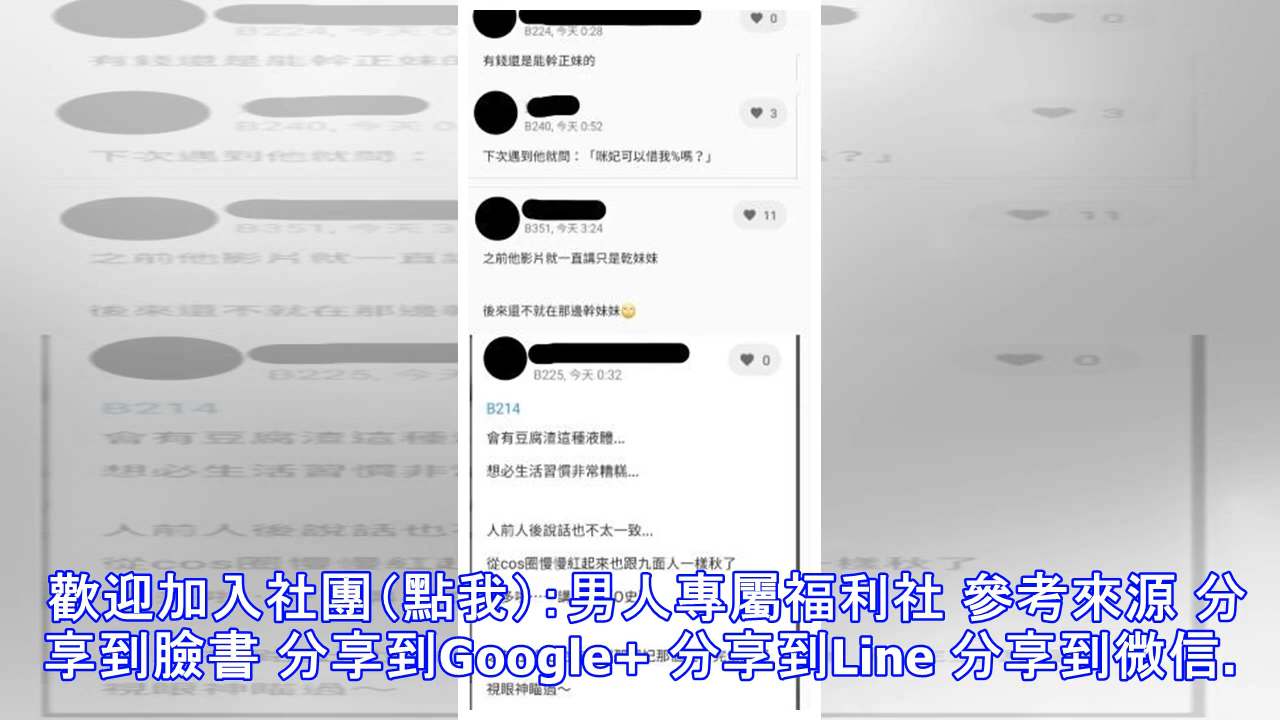 0
B224, 今天 0:28
有錢還是能幹正妹的
3
B240, 今天 0:52
下次遇到他就問：「咪妃可以借我%嗎？」
11
B351, 今天 3:24
之前他影片就一直講只是乾妹妹
後來還不就在那邊幹妹妹🙄
0
B225, 今天 0:32
B214
會有豆腐渣這種液體...
想必生活習慣非常糟糕...
人前人後說話也不太一致...
從cos圈慢慢紅起來也跟九面人一樣秋了
歡迎加入社團(點我):男人專屬福利社 參考來源 分
享到臉書 分享到Google+ 分享到Line 分享到微信.
視眼神瞄過～